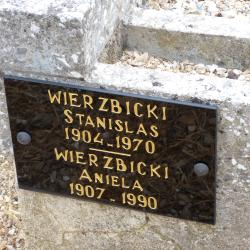 WIERZBICKI
STANISLAS
1904-1970
WIERZBICKI
ANIELA
1907 - 1990